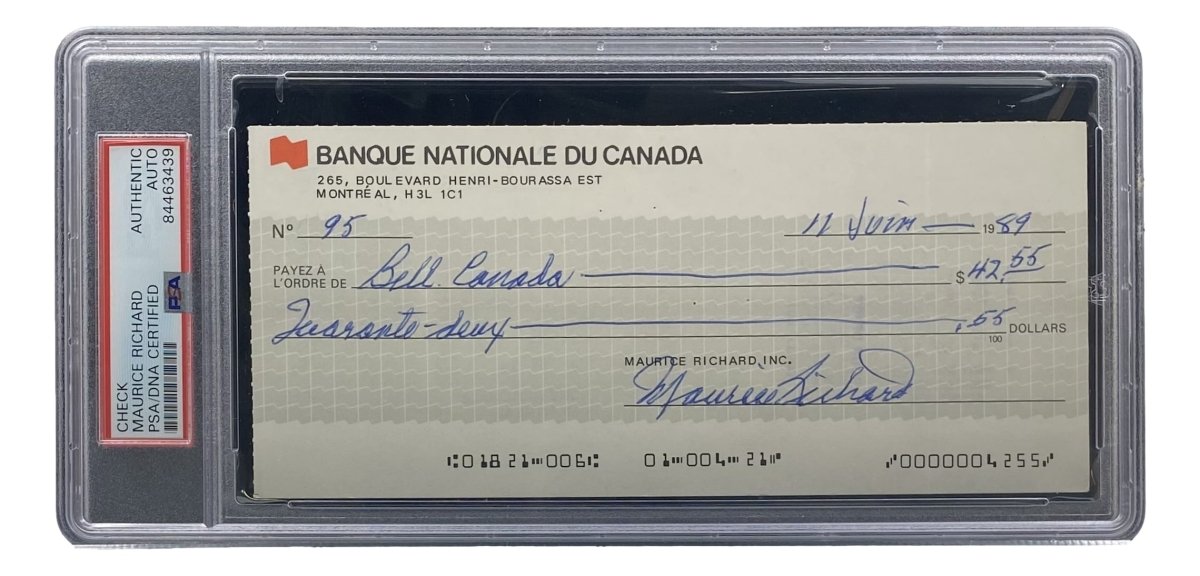 CHECK
MAURICE RICHARD
PSA/DNA CERTIFIED
AUTHENTIC
AUTO
84463439
PSA
BANQUE NATIONALE DU CANADA
265, BOULEVARD HENRI-BOURASSA EST
MONTRÉAL, H3L 1C1
Nº 95 11 Juin 1989
PAYEZ À
L'ORDRE DE Bell Canada $42.55
Quarante-deux .55/100 DOLLARS
MAURICE RICHARD, INC.
Maurice Richard
⑆01821⑉006⑆ 01⑉004⑉21⑈ ⑇0000004255⑇